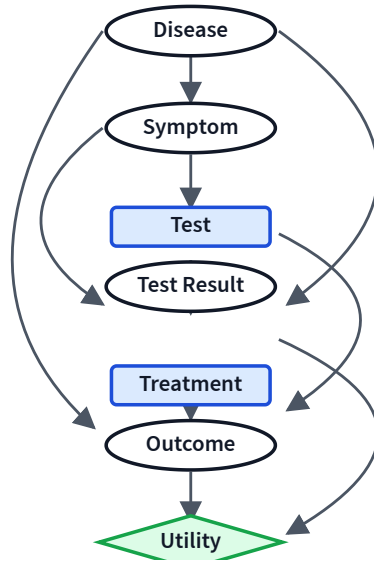 Disease
Symptom
Test
Test Result
Treatment
Outcome
Utility